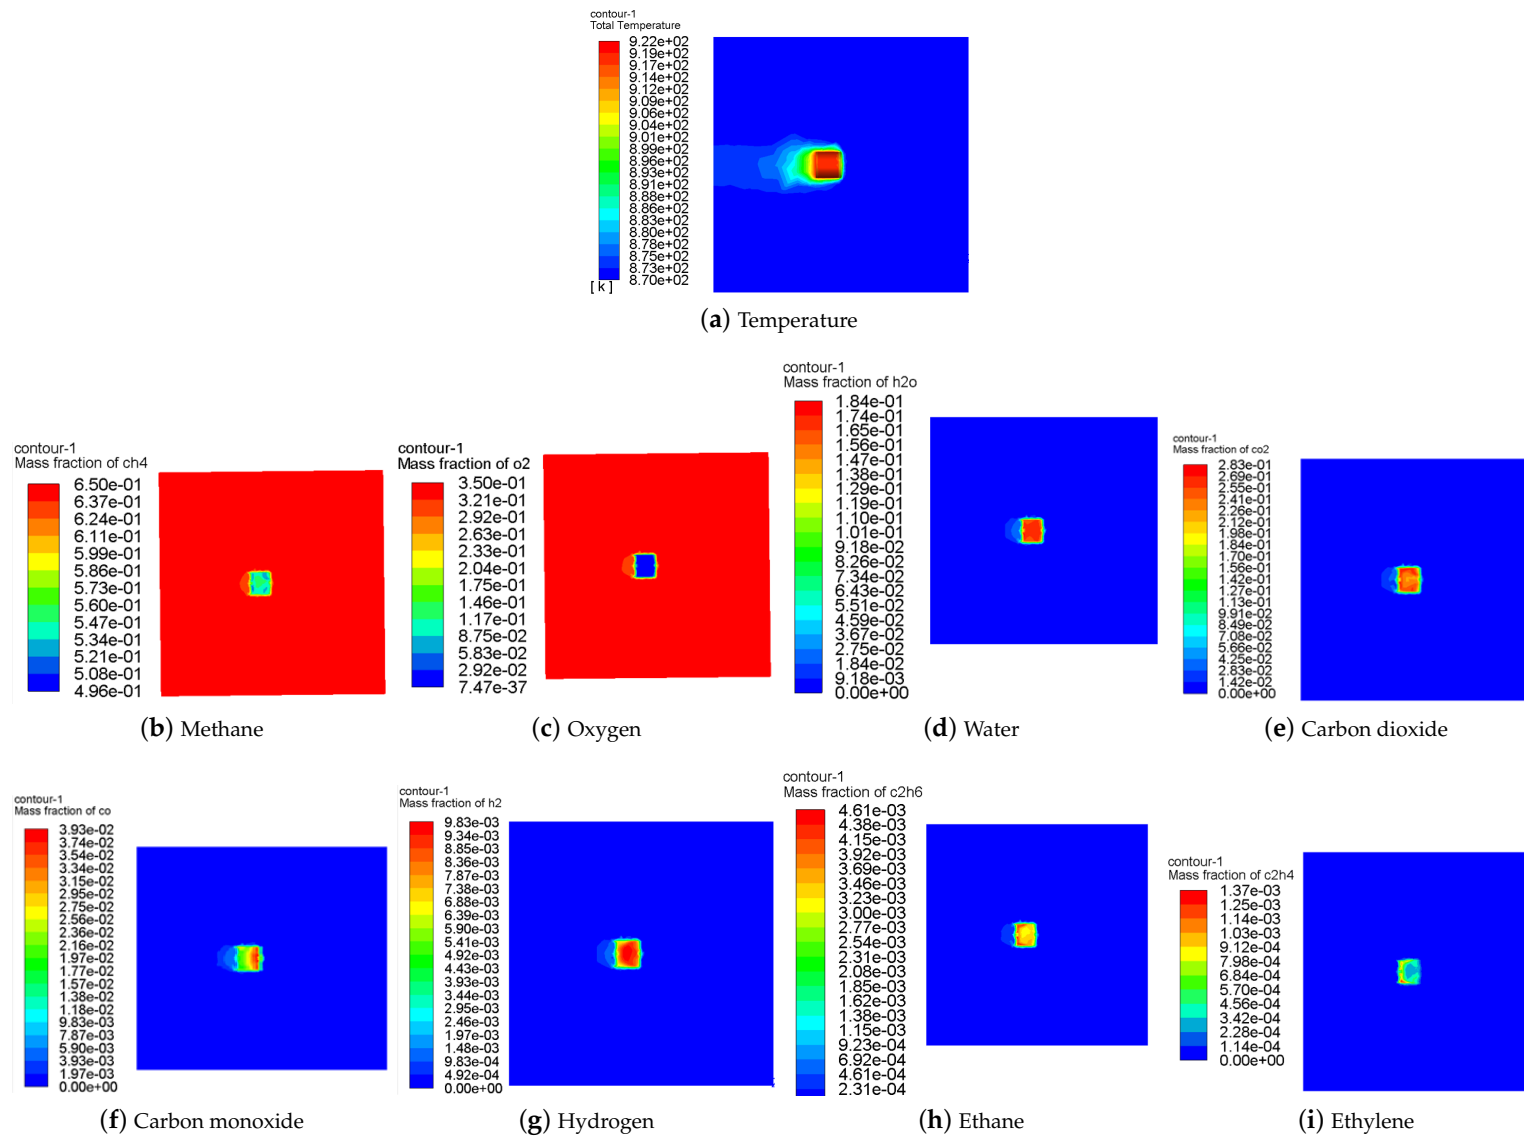 contour-1
Total Temperature
9.22e+02
9.19e+02
9.17e+02
9.14e+02
9.12e+02
9.09e+02
9.06e+02
9.04e+02
9.01e+02
8.99e+02
8.96e+02
8.93e+02
8.91e+02
8.88e+02
8.86e+02
8.83e+02
8.80e+02
8.78e+02
8.75e+02
8.73e+02
8.70e+02
[ k ]
(a) Temperature
contour-1
Mass fraction of ch4
6.50e-01
6.37e-01
6.24e-01
6.11e-01
5.99e-01
5.86e-01
5.73e-01
5.60e-01
5.47e-01
5.34e-01
5.21e-01
5.08e-01
4.96e-01
(b) Methane
contour-1
Mass fraction of o2
3.50e-01
3.21e-01
2.92e-01
2.63e-01
2.33e-01
2.04e-01
1.75e-01
1.46e-01
1.17e-01
8.75e-02
5.83e-02
2.92e-02
7.47e-37
(c) Oxygen
contour-1
Mass fraction of h2o
1.84e-01
1.74e-01
1.65e-01
1.56e-01
1.47e-01
1.38e-01
1.29e-01
1.19e-01
1.10e-01
1.01e-01
9.18e-02
8.26e-02
7.34e-02
6.43e-02
5.51e-02
4.59e-02
3.67e-02
2.75e-02
1.84e-02
9.18e-03
0.00e+00
(d) Water
contour-1
Mass fraction of co2
2.83e-01
2.69e-01
2.55e-01
2.41e-01
2.26e-01
2.12e-01
1.98e-01
1.84e-01
1.70e-01
1.56e-01
1.42e-01
1.27e-01
1.13e-01
9.91e-02
8.49e-02
7.08e-02
5.66e-02
4.25e-02
2.83e-02
1.42e-02
0.00e+00
(e) Carbon dioxide
contour-1
Mass fraction of co
3.93e-02
3.74e-02
3.54e-02
3.34e-02
3.15e-02
2.95e-02
2.75e-02
2.56e-02
2.36e-02
2.16e-02
1.97e-02
1.77e-02
1.57e-02
1.38e-02
1.18e-02
9.83e-03
7.87e-03
5.90e-03
3.93e-03
1.97e-03
0.00e+00
(f) Carbon monoxide
contour-1
Mass fraction of h2
9.83e-03
9.34e-03
8.85e-03
8.36e-03
7.87e-03
7.38e-03
6.88e-03
6.39e-03
5.90e-03
5.41e-03
4.92e-03
4.43e-03
3.93e-03
3.44e-03
2.95e-03
2.46e-03
1.97e-03
1.48e-03
9.83e-04
4.92e-04
0.00e+00
(g) Hydrogen
contour-1
Mass fraction of c2h6
4.61e-03
4.38e-03
4.15e-03
3.92e-03
3.69e-03
3.46e-03
3.23e-03
3.00e-03
2.77e-03
2.54e-03
2.31e-03
2.08e-03
1.85e-03
1.62e-03
1.38e-03
1.15e-03
9.23e-04
6.92e-04
4.61e-04
2.31e-04
(h) Ethane
contour-1
Mass fraction of c2h4
1.37e-03
1.25e-03
1.14e-03
1.03e-03
9.12e-04
7.98e-04
6.84e-04
5.70e-04
4.56e-04
3.42e-04
2.28e-04
1.14e-04
0.00e+00
(i) Ethylene